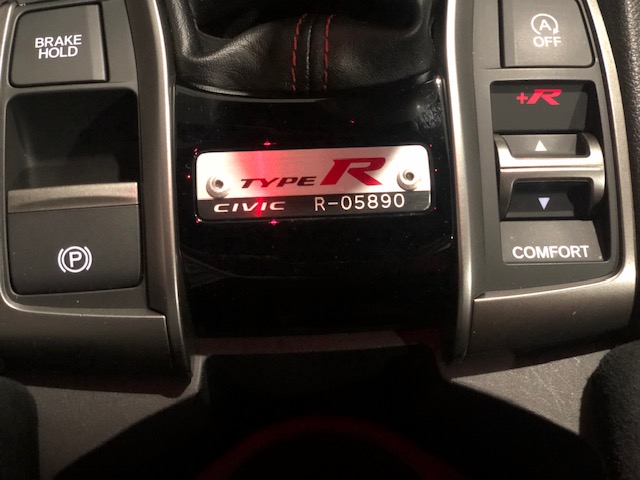 BRAKE
HOLD
A
OFF
+R
TYPE R
CIVIC R-05890
P
COMFORT